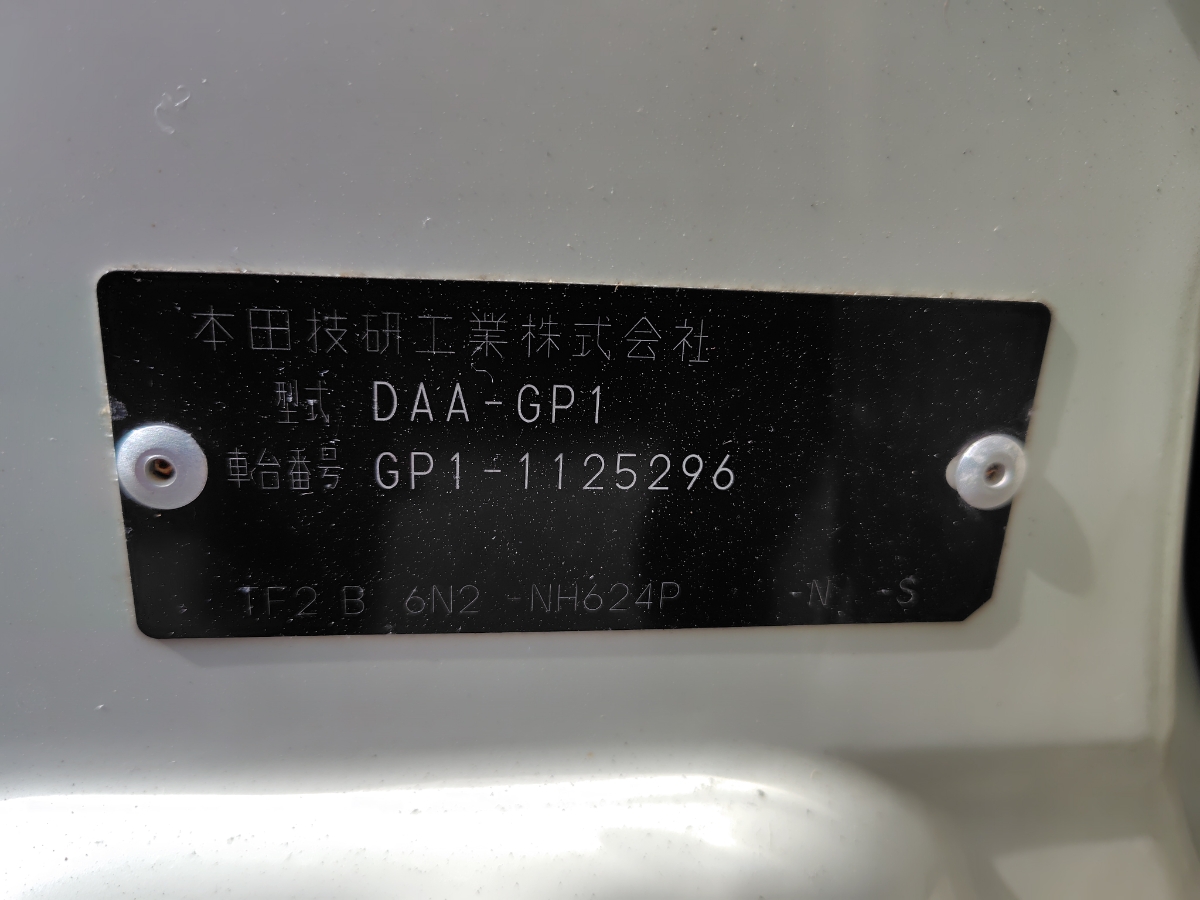 本田技研工業株式会社
型式 DAA-GP1
車台番号 GP1-1125296
TF2 B 6N2 -NH624P -N -S